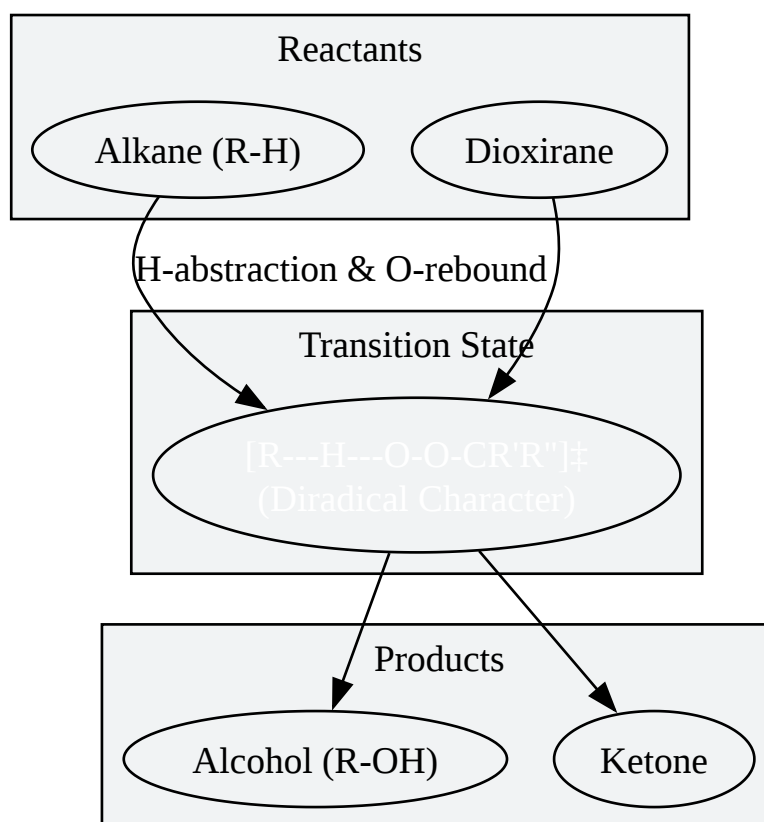 Reactants
Alkane (R-H)
Dioxirane
H-abstraction & O-rebound
Transition State
[R---H---O-O-CR'R"]‡
(Diradical Character)
Products
Alcohol (R-OH)
Ketone